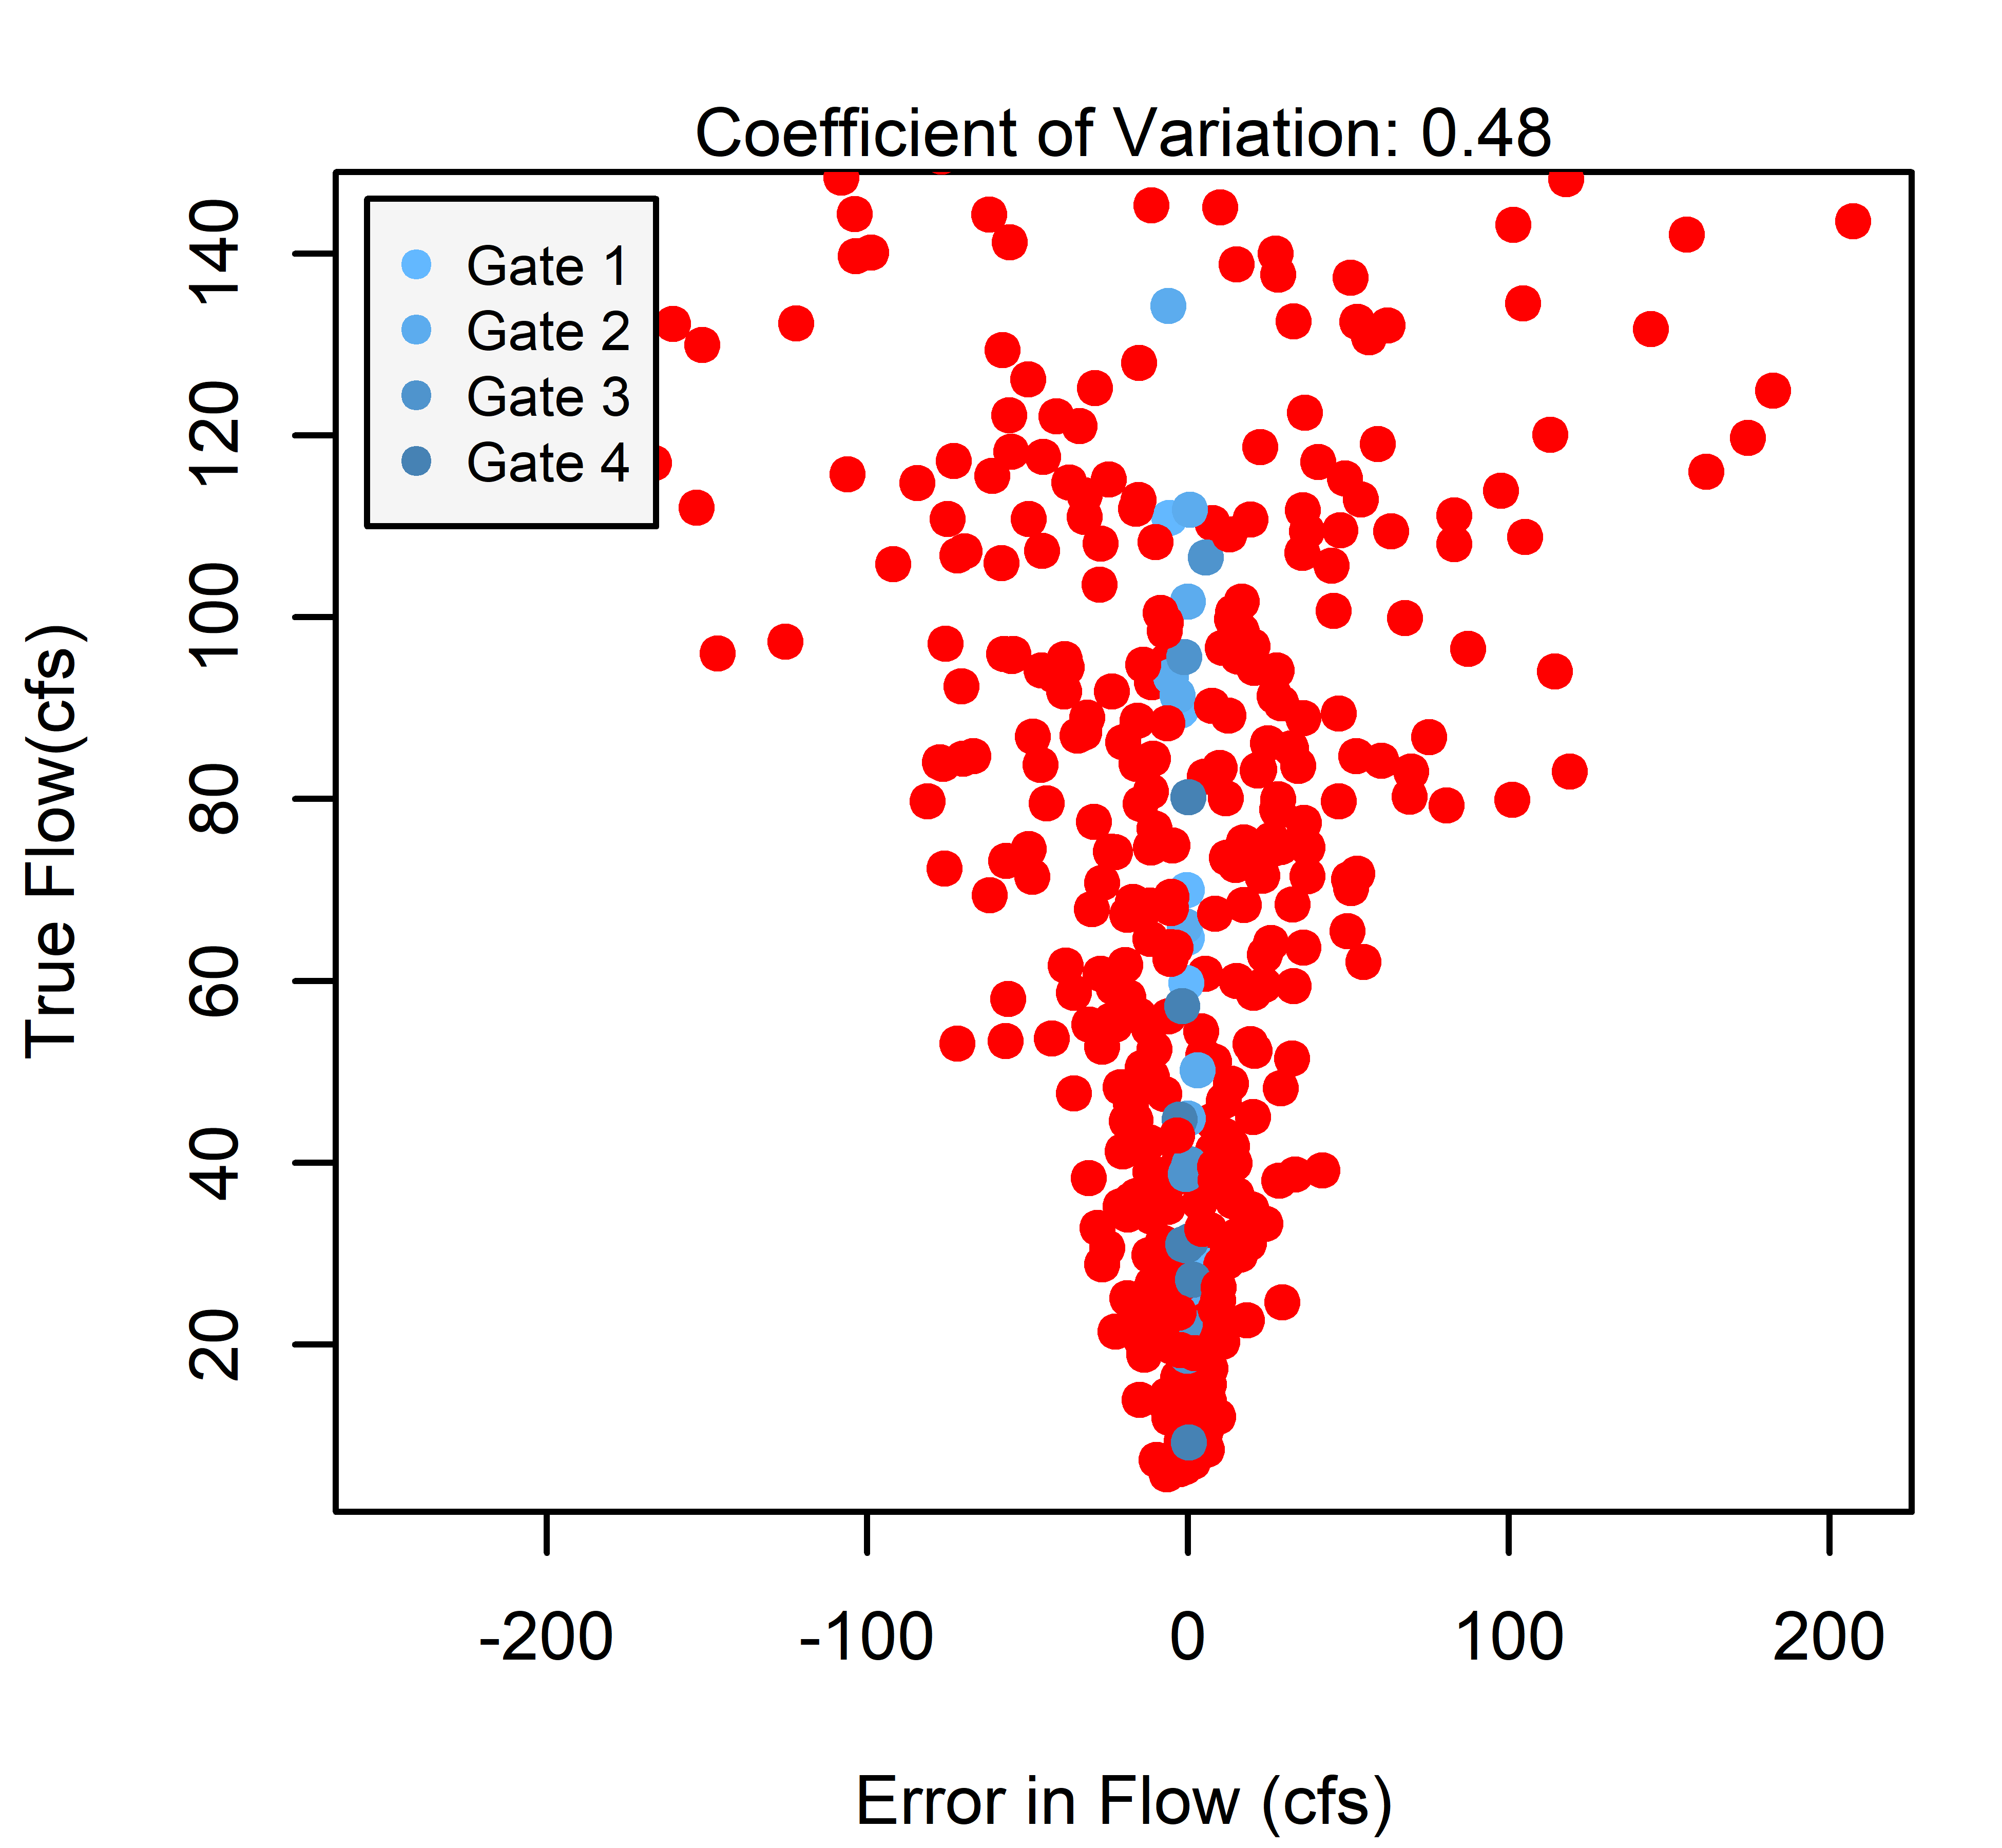 Coefficient of Variation: 0.48
Gate 1
Gate 2
Gate 3
Gate 4
True Flow(cfs)
140
120
100
80
60
40
20
-200 -100 0 100 200
Error in Flow (cfs)